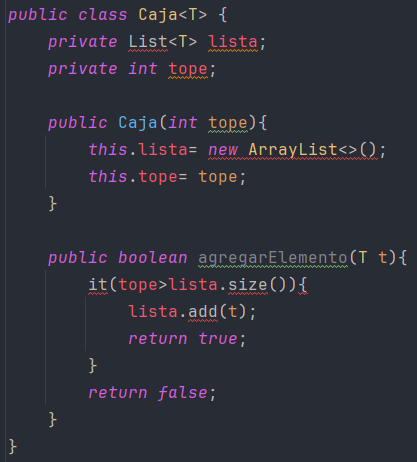 public class Caja<T> {
    private List<T> lista;
    private int tope;

    public Caja(int tope){
        this.lista= new ArrayList<>();
        this.tope= tope;
    }

    public boolean agregarElemento(T t){
        it(tope>lista.size()){
            lista.add(t);
            return true;
        }
        return false;
    }
}